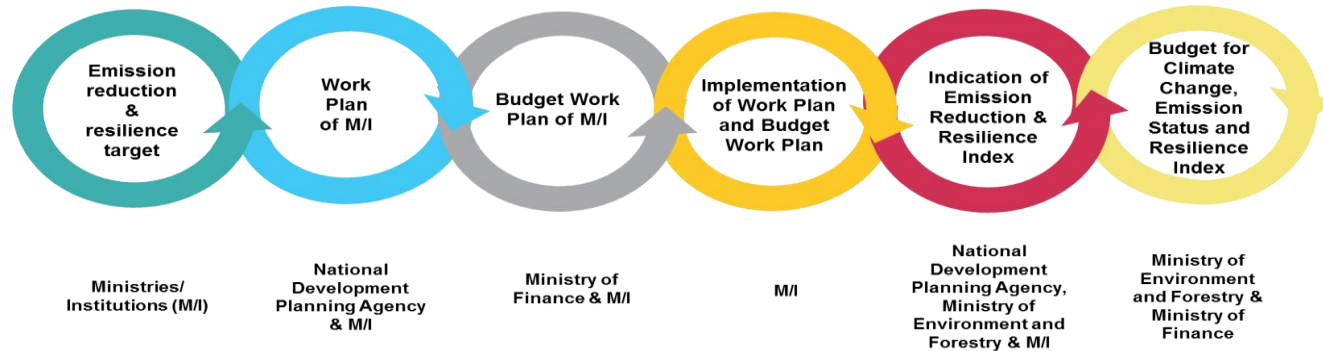 Emission
reduction
&
resilience
target
Work
Plan
of M/I
Budget Work
Plan of M/I
Implementation
of Work Plan
and Budget
Work Plan
Indication of
Emission
Reduction &
Resilience
Index
Budget for
Climate
Change,
Emission
Status and
Resilience
Index
Ministries/
Institutions (M/I)
National
Development
Planning Agency
& M/I
Ministry of
Finance & M/I
M/I
National
Development
Planning Agency,
Ministry of
Environment and
Forestry & M/I
Ministry of
Environment
and Forestry &
Ministry of
Finance